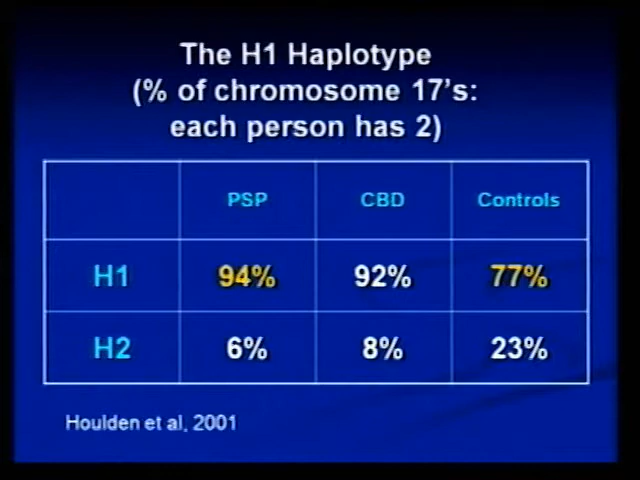 The H1 Haplotype
(% of chromosome 17's:
each person has 2)
PSP CBD Controls
H1 94% 92% 77%
H2 6% 8% 23%
Houlden et al, 2001